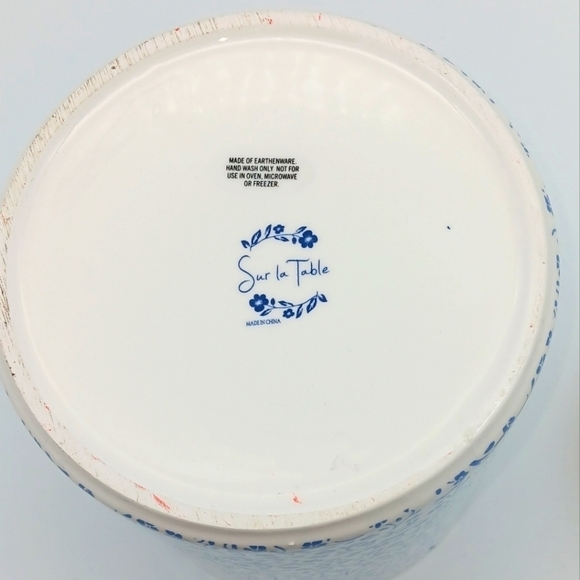 MADE OF EARTHENWARE.
HAND WASH ONLY. NOT FOR
USE IN OVEN, MICROWAVE
OR FREEZER.
Sur la Table
MADE IN CHINA